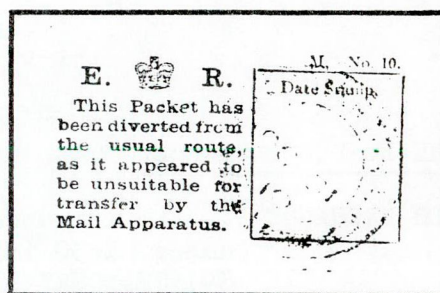 M. No. 10.
E. R.
Date Stamp.
This Packet has
been diverted from
the usual route,
as it appeared to
be unsuitable for
transfer by the
Mail Apparatus.